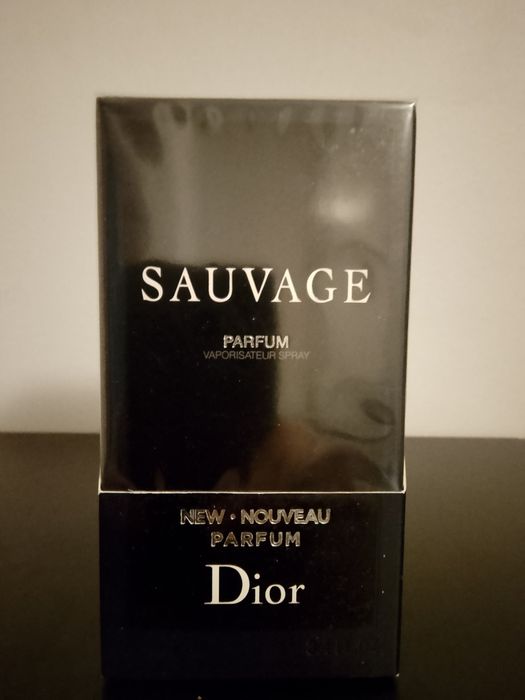 SAUVAGE
PARFUM
VAPORISATEUR SPRAY
NEW • NOUVEAU
PARFUM
Dior